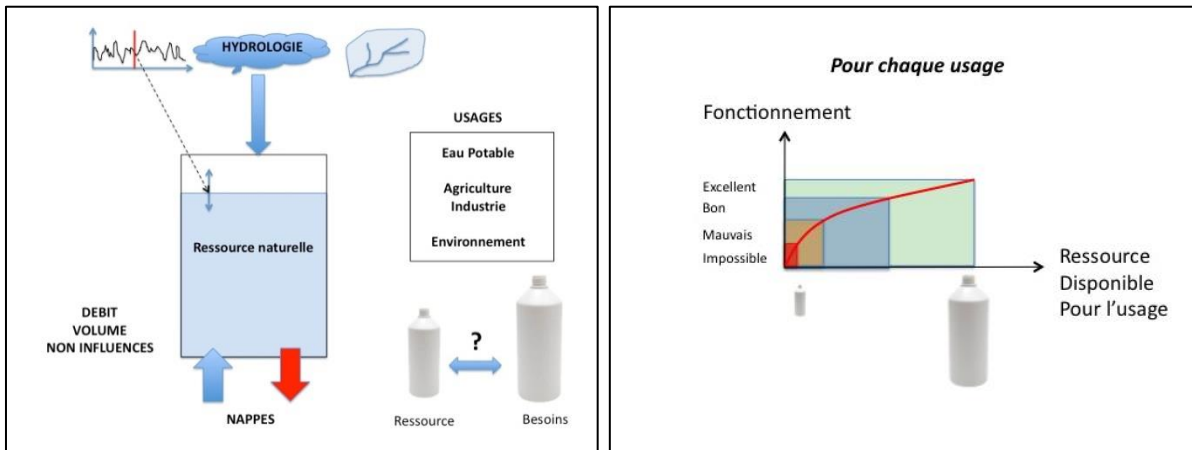 HYDROLOGIE
USAGES
Eau Potable
Agriculture
Industrie
Environnement
Ressource naturelle
DEBIT
VOLUME
NON INFLUENCES
NAPPES
?
Ressource
Besoins
Pour chaque usage
Fonctionnement
Excellent
Bon
Mauvais
Impossible
Ressource
Disponible
Pour l'usage